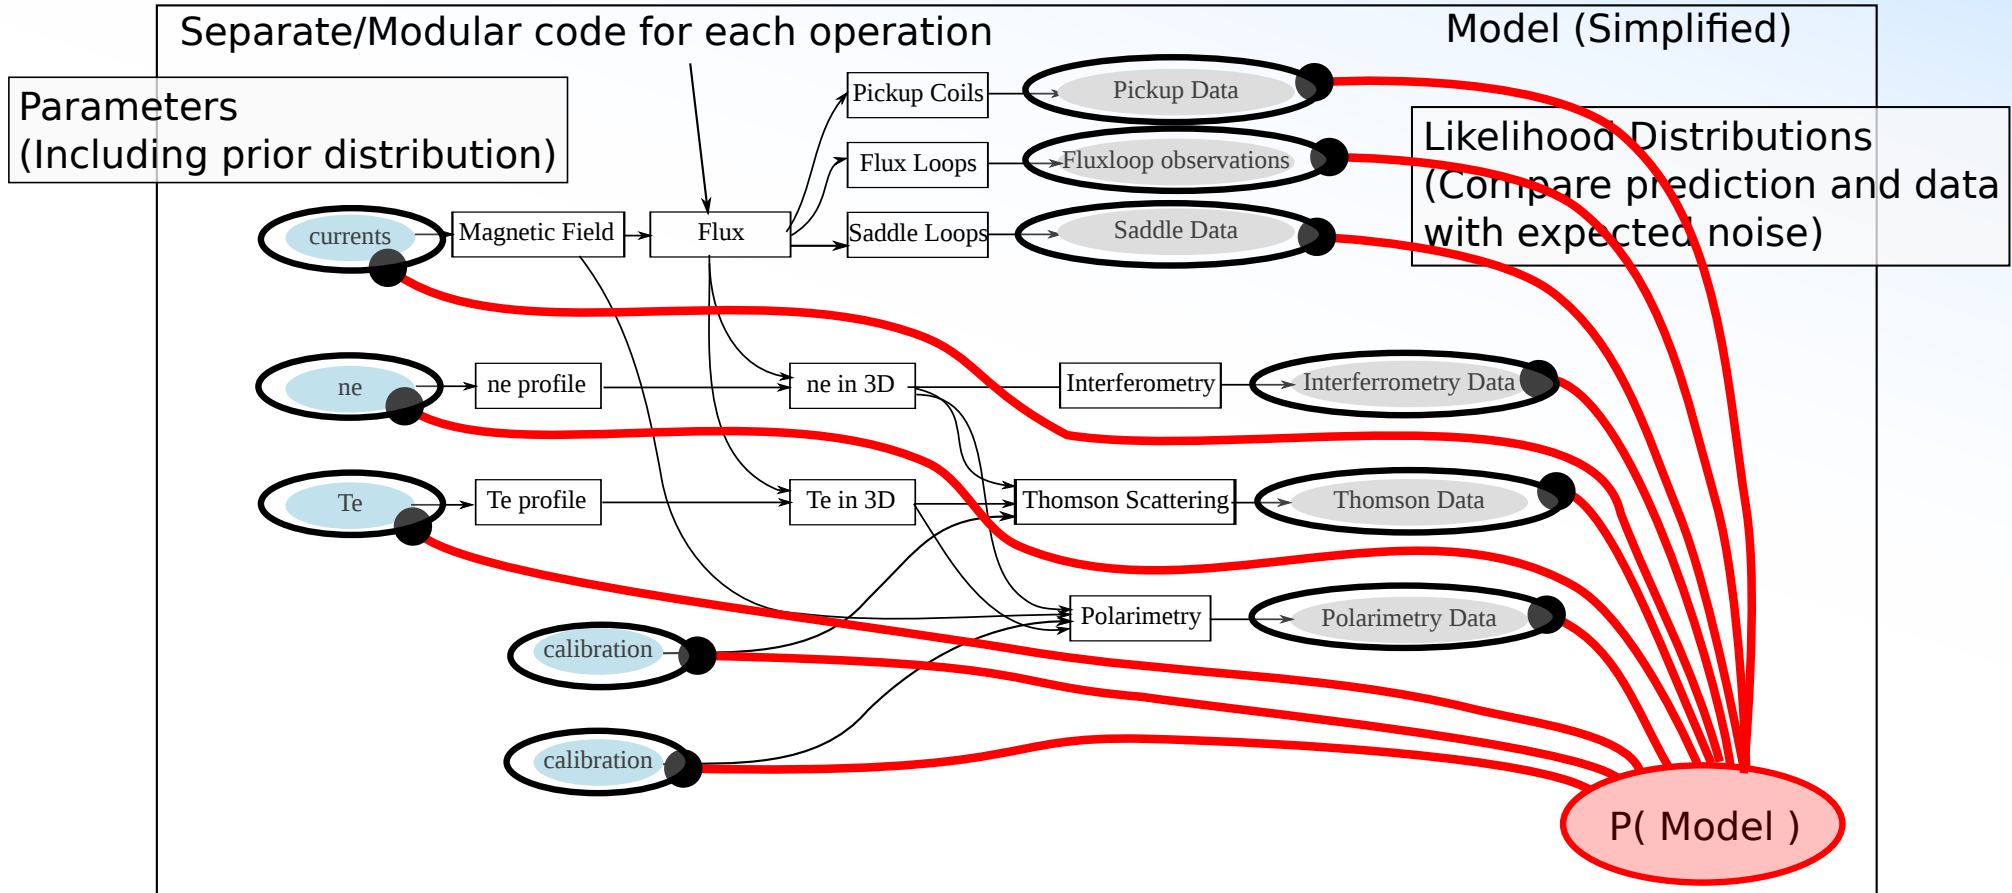 Separate/Modular code for each operation
Model (Simplified)
Parameters
(Including prior distribution)
Likelihood Distributions
(Compare prediction and data
with expected noise)
Pickup Coils
Pickup Data
Flux Loops
Fluxloop observations
currents
Magnetic Field
Flux
Saddle Loops
Saddle Data
ne
ne profile
ne in 3D
Interferometry
Interferrometry Data
Te
Te profile
Te in 3D
Thomson Scattering
Thomson Data
Polarimetry
Polarimetry Data
calibration
calibration
P( Model )